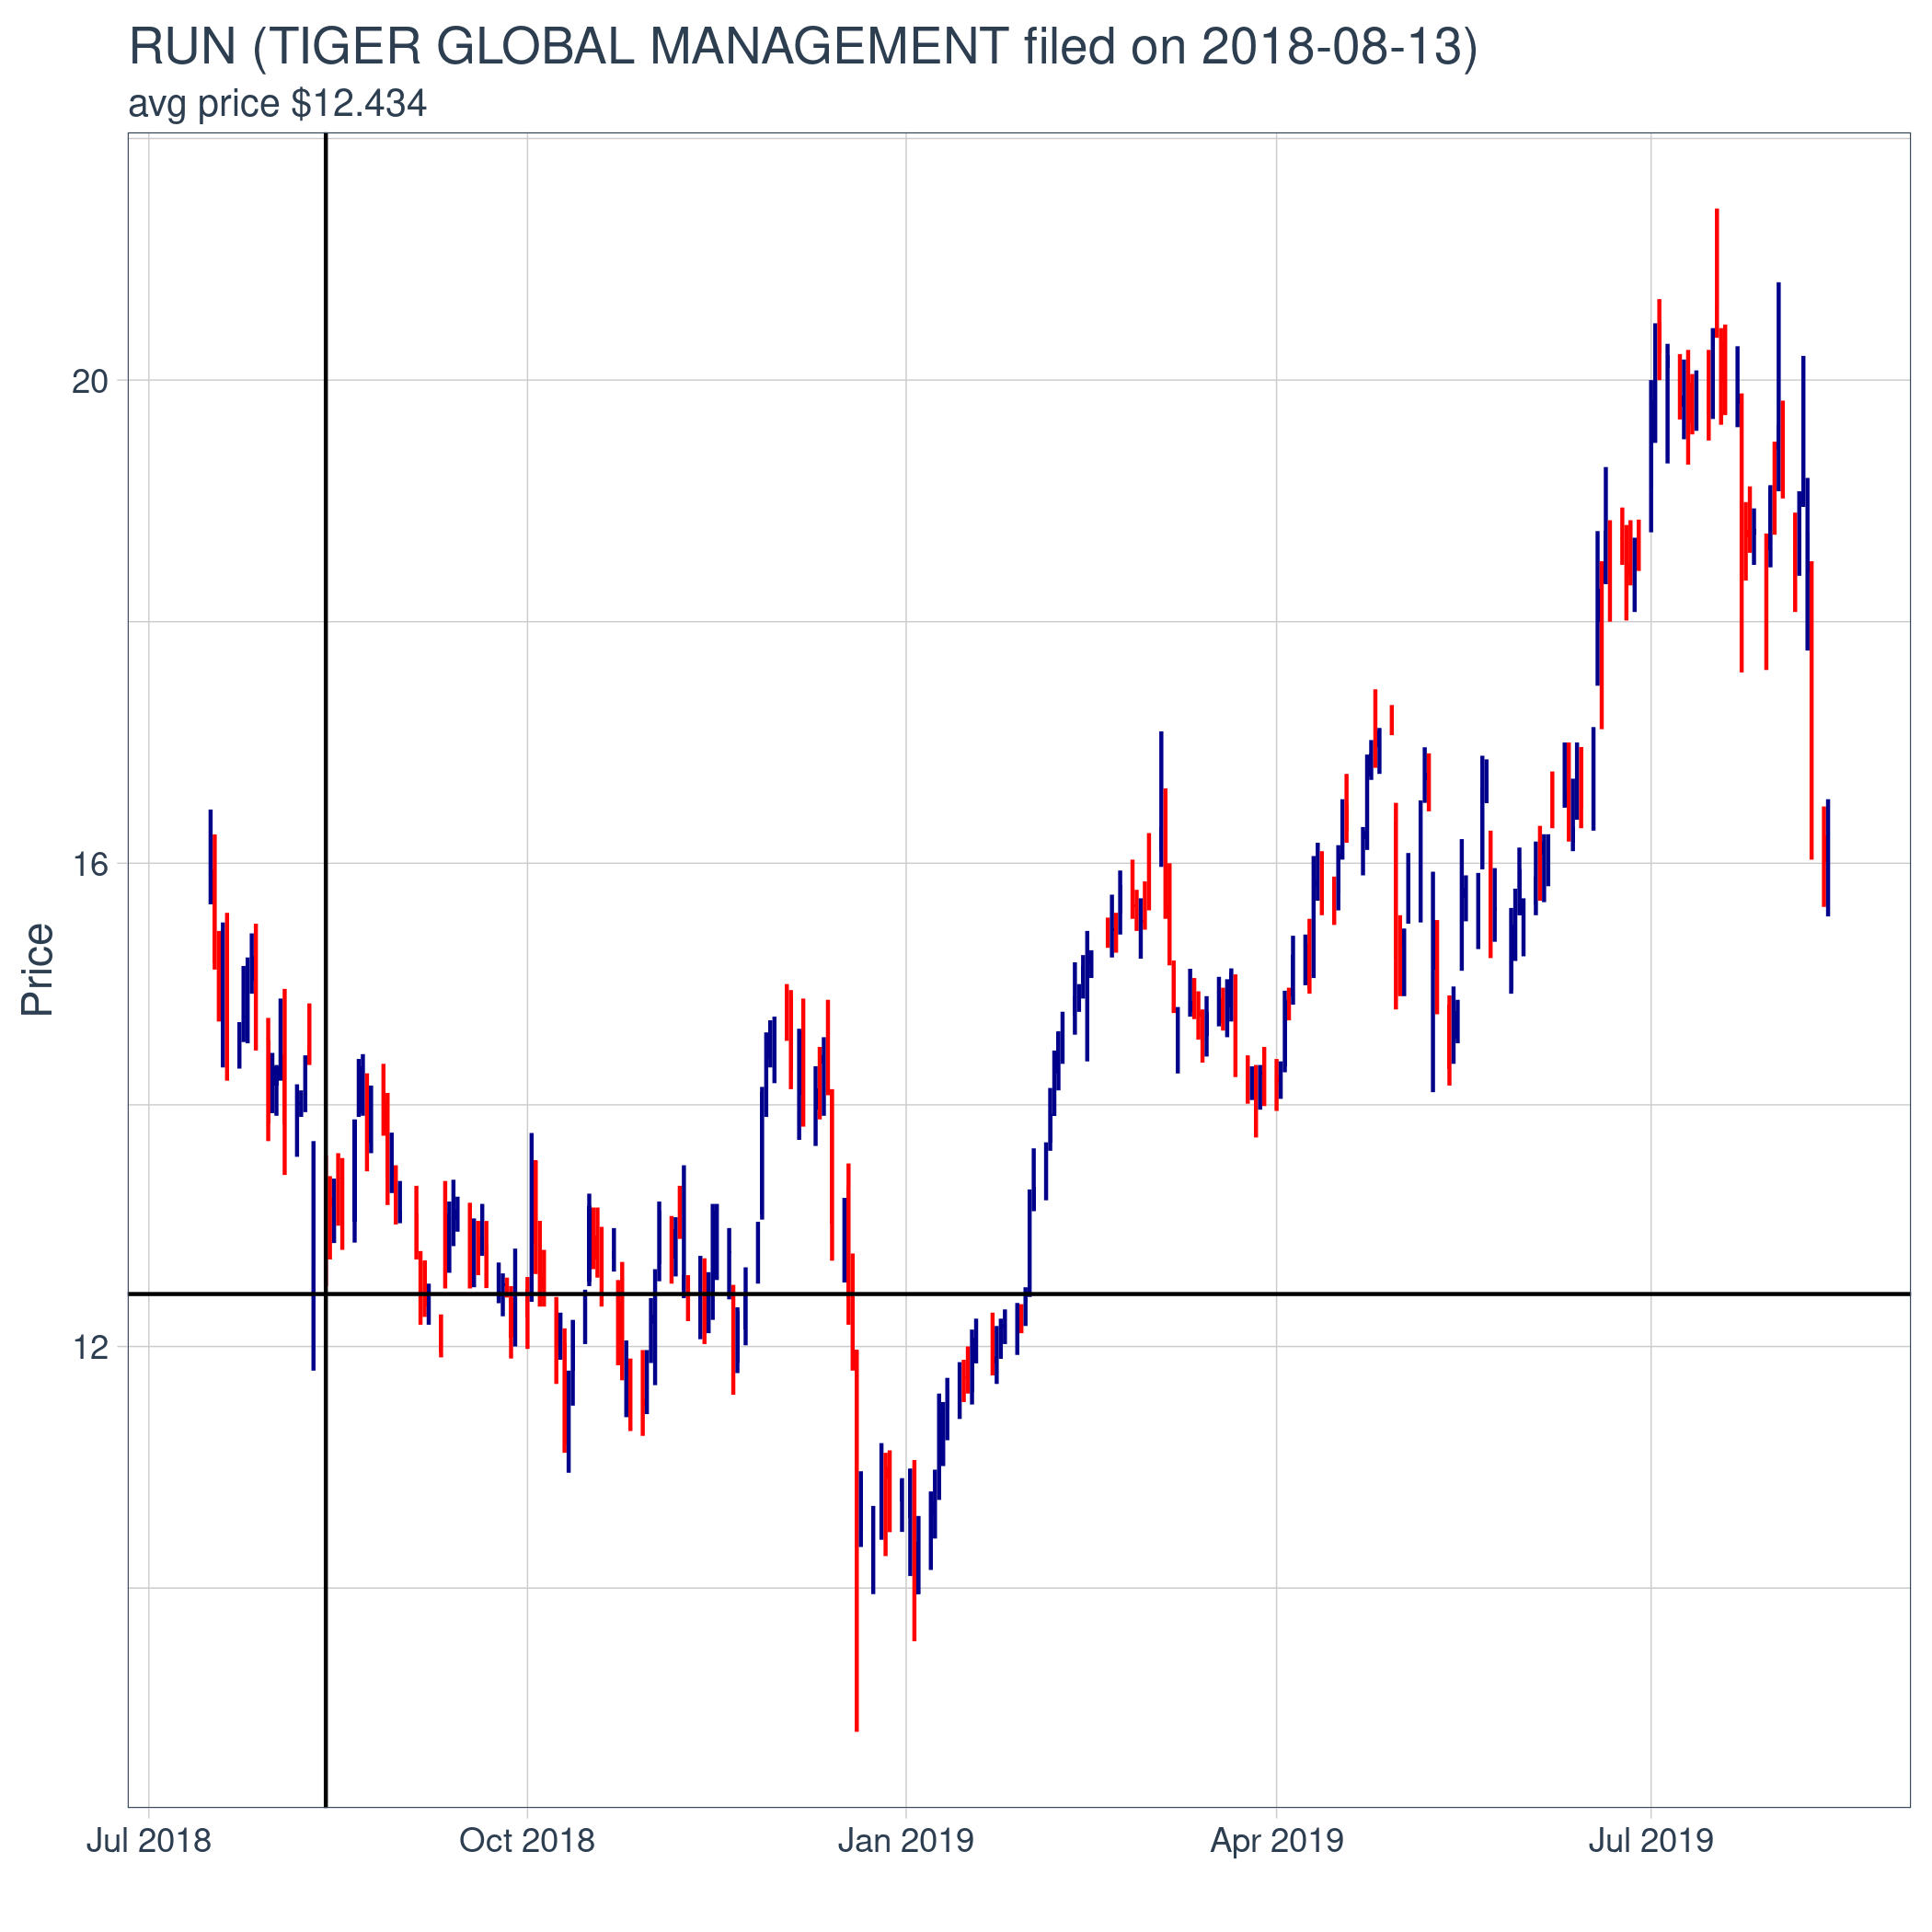 RUN (TIGER GLOBAL MANAGEMENT filed on 2018-08-13)
avg price $12.434
20
16
12
Price
Jul 2018 Oct 2018 Jan 2019 Apr 2019 Jul 2019